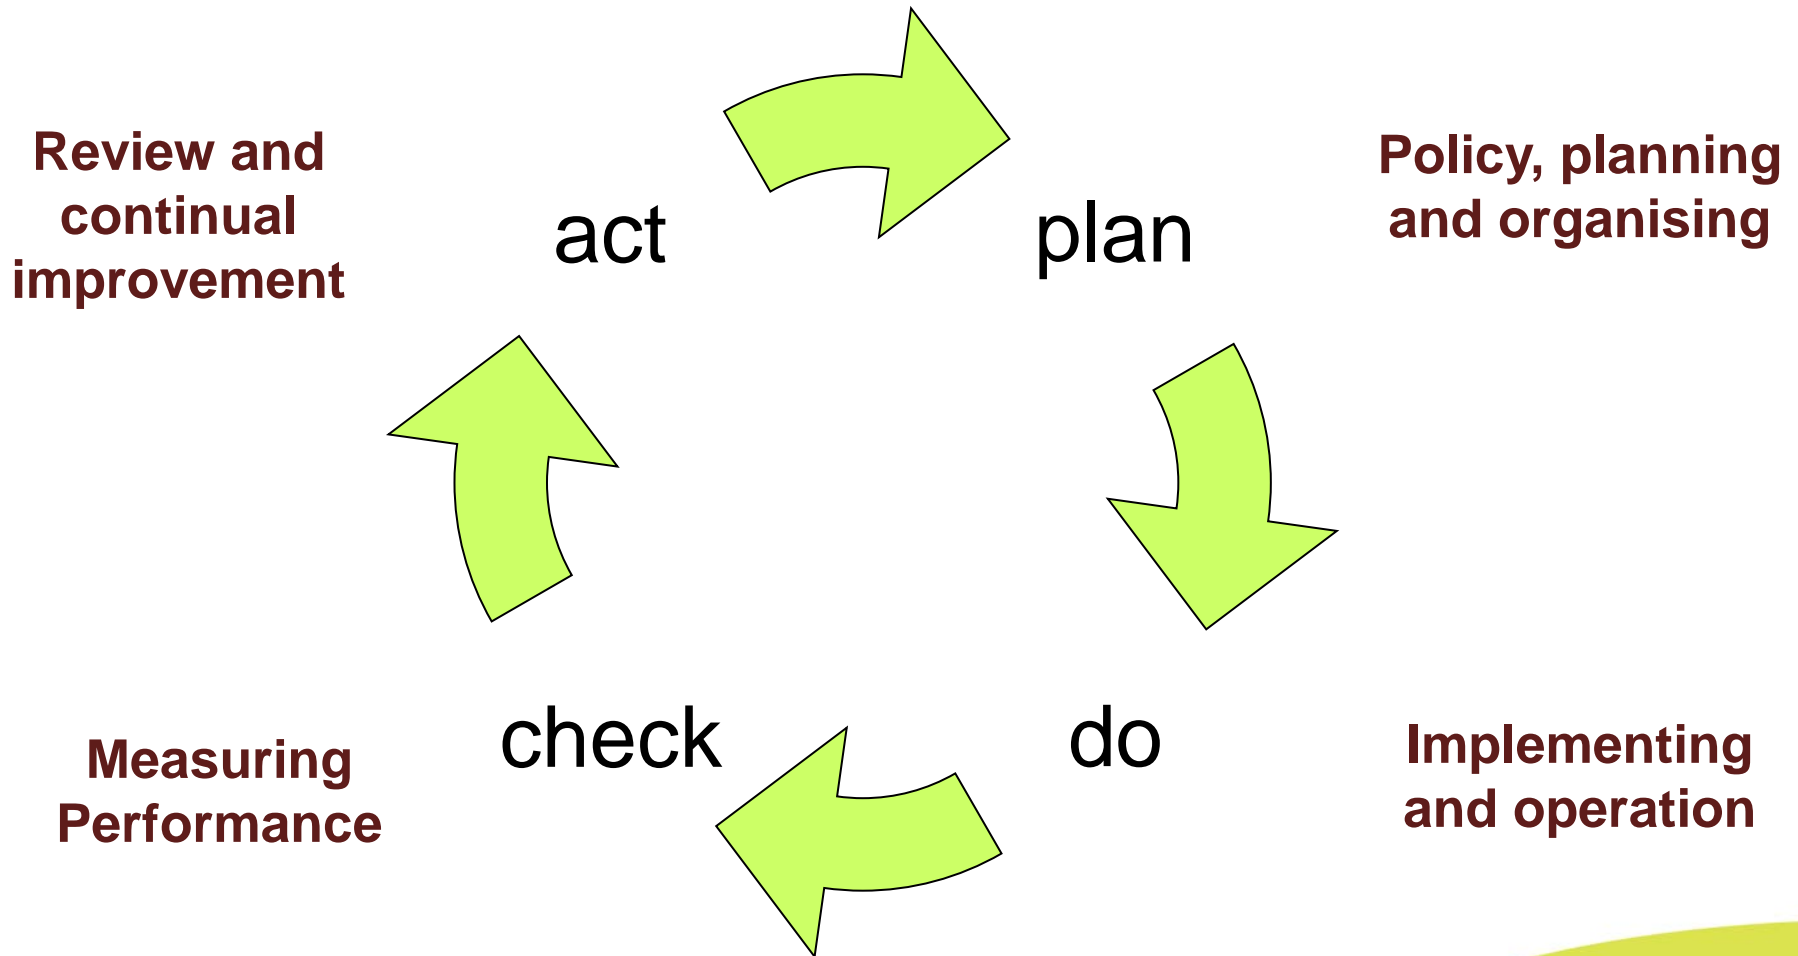 Review and
continual
improvement
act
plan
Policy, planning
and organising
Measuring
Performance
check
do
Implementing
and operation